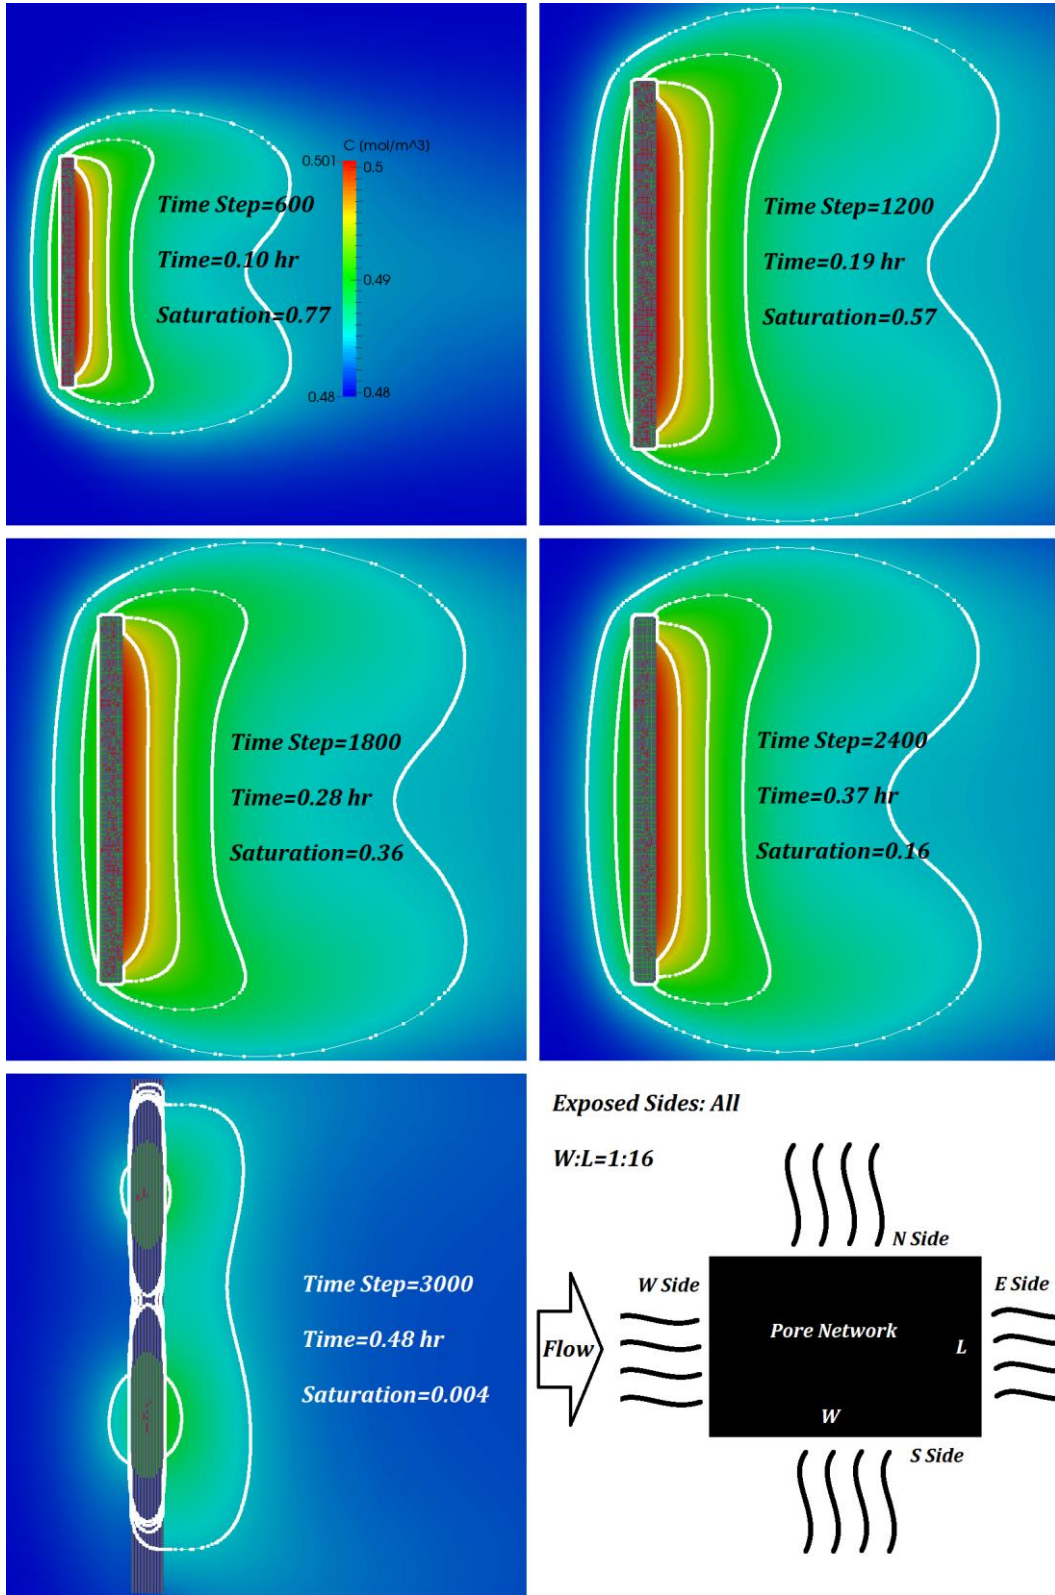 C (mol/m^3)
0.501
0.5
Time Step=600
Time=0.10 hr
0.49
Saturation=0.77
0.48
0.48
Time Step=1200
Time=0.19 hr
Saturation=0.57
Time Step=1800
Time=0.28 hr
Saturation=0.36
Time Step=2400
Time=0.37 hr
Saturation=0.16
Time Step=3000
Time=0.48 hr
Saturation=0.004
Exposed Sides: All
W:L=1:16
N Side
W Side
E Side
Flow
Pore Network
L
W
S Side